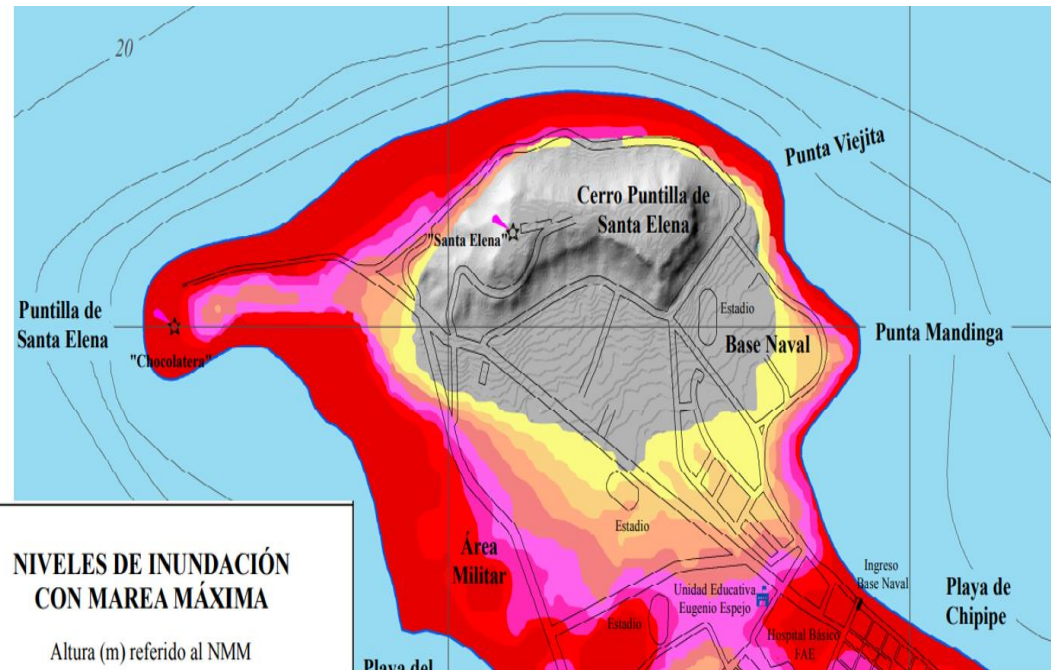 20
Punta Viejita
Cerro Puntilla de
Santa Elena
"Santa Elena"
Puntilla de
Santa Elena
"Chocolatera"
Estadio
Base Naval
Punta Mandinga
Estadio
Área
Militar
NIVELES DE INUNDACIÓN
CON MAREA MÁXIMA
Altura (m) referido al NMM
Unidad Educativa
Eugenio Espejo
Ingreso
Base Naval
Playa de
Chipipe
Estadio
Hospital Básico
FAE
Playa del